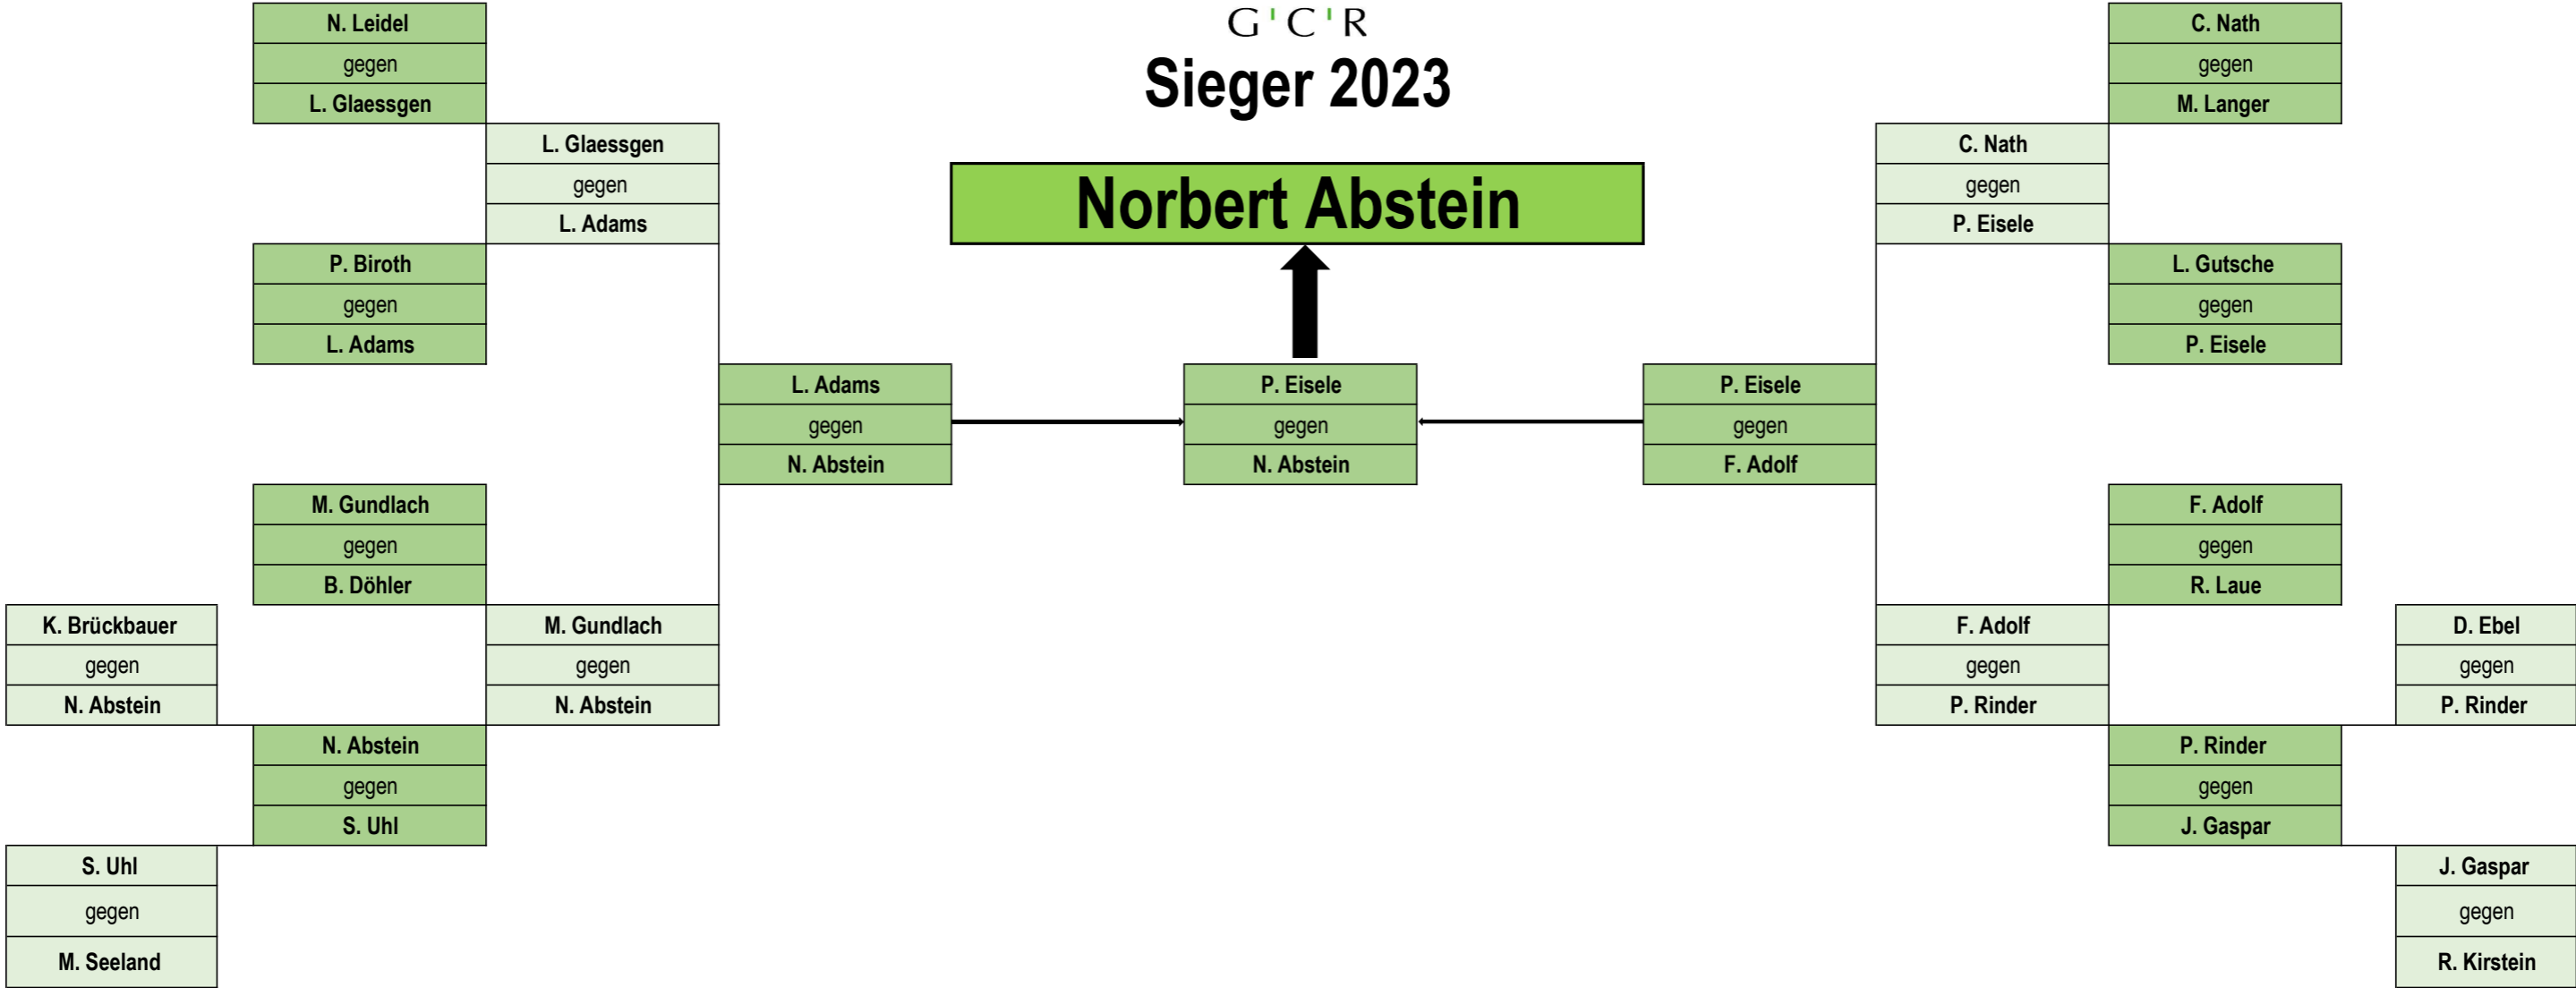 G'C'R
Sieger 2023
Norbert Abstein
N. Leidel
gegen
L. Glaessgen
L. Glaessgen
gegen
L. Adams
P. Biroth
gegen
L. Adams
L. Adams
gegen
N. Abstein
M. Gundlach
gegen
B. Döhler
K. Brückbauer
gegen
N. Abstein
M. Gundlach
gegen
N. Abstein
N. Abstein
gegen
S. Uhl
S. Uhl
gegen
M. Seeland
P. Eisele
gegen
N. Abstein
C. Nath
gegen
M. Langer
C. Nath
gegen
P. Eisele
L. Gutsche
gegen
P. Eisele
P. Eisele
gegen
F. Adolf
F. Adolf
gegen
R. Laue
F. Adolf
gegen
P. Rinder
D. Ebel
gegen
P. Rinder
P. Rinder
gegen
J. Gaspar
J. Gaspar
gegen
R. Kirstein